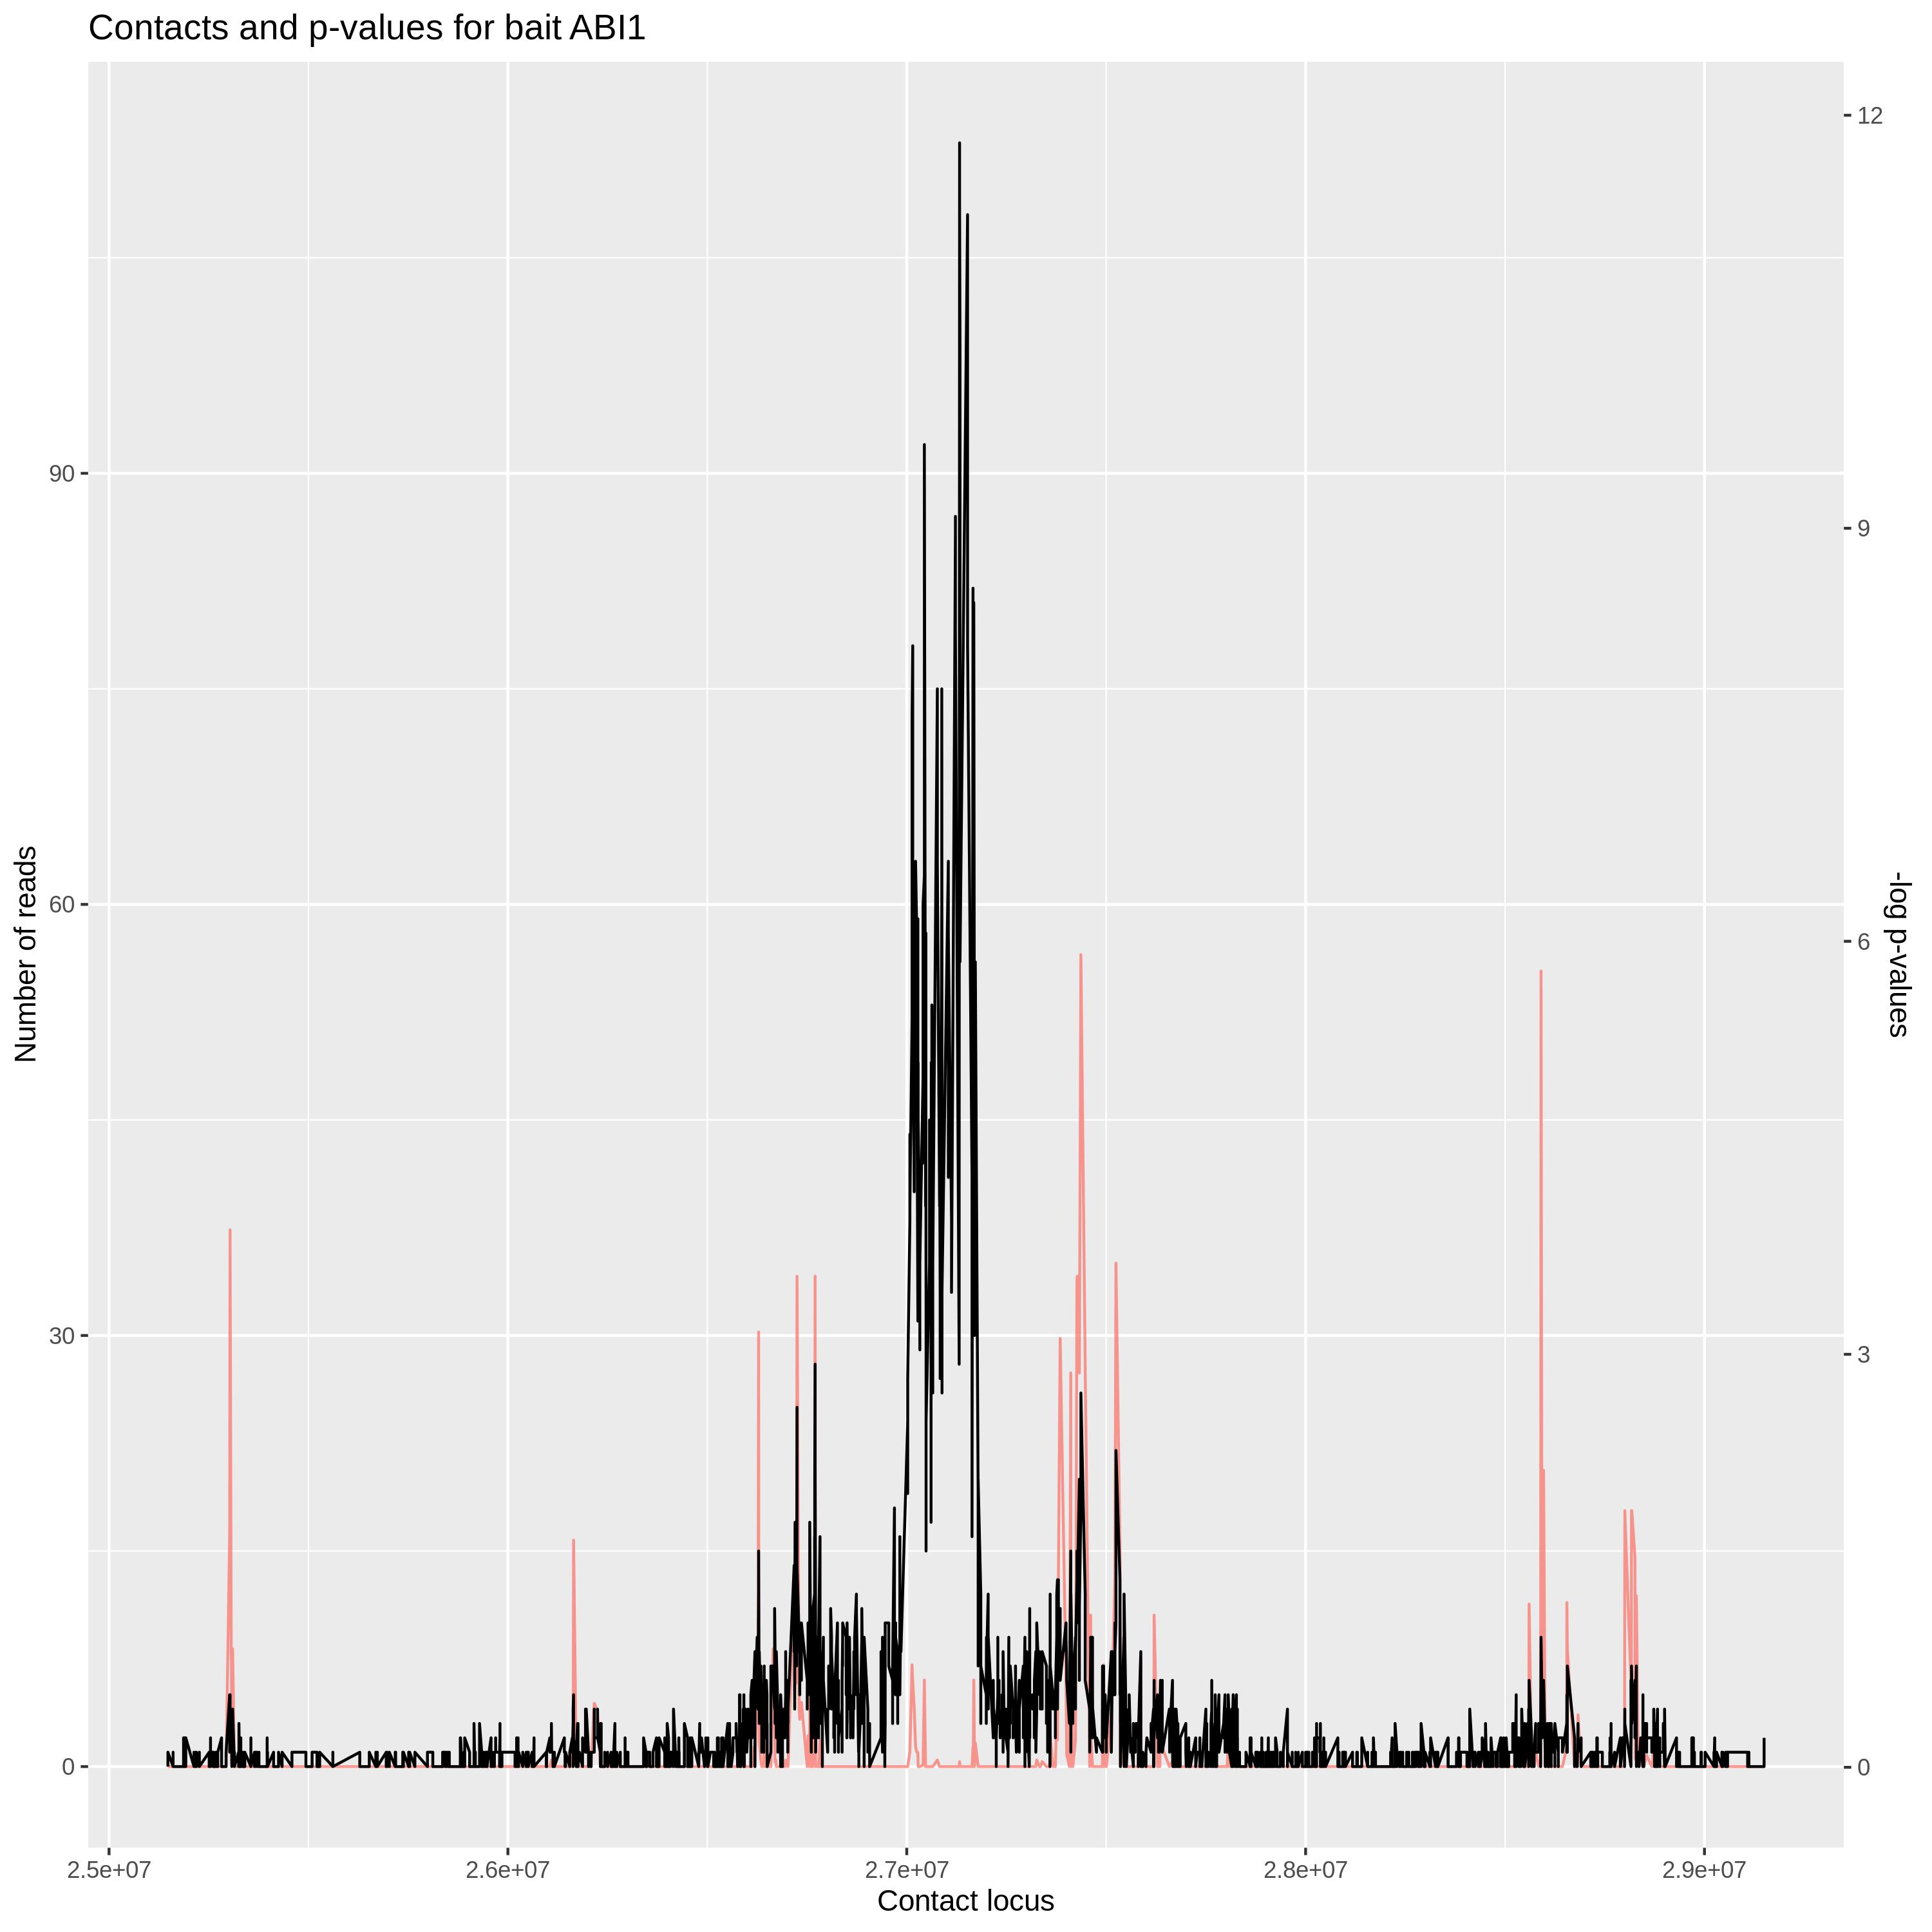 Contacts and p-values for bait ABI1
12
90
9
Number of reads
60
6
-log p-values
30
3
0
0
2.5e+07 2.6e+07 2.7e+07 2.8e+07 2.9e+07
Contact locus